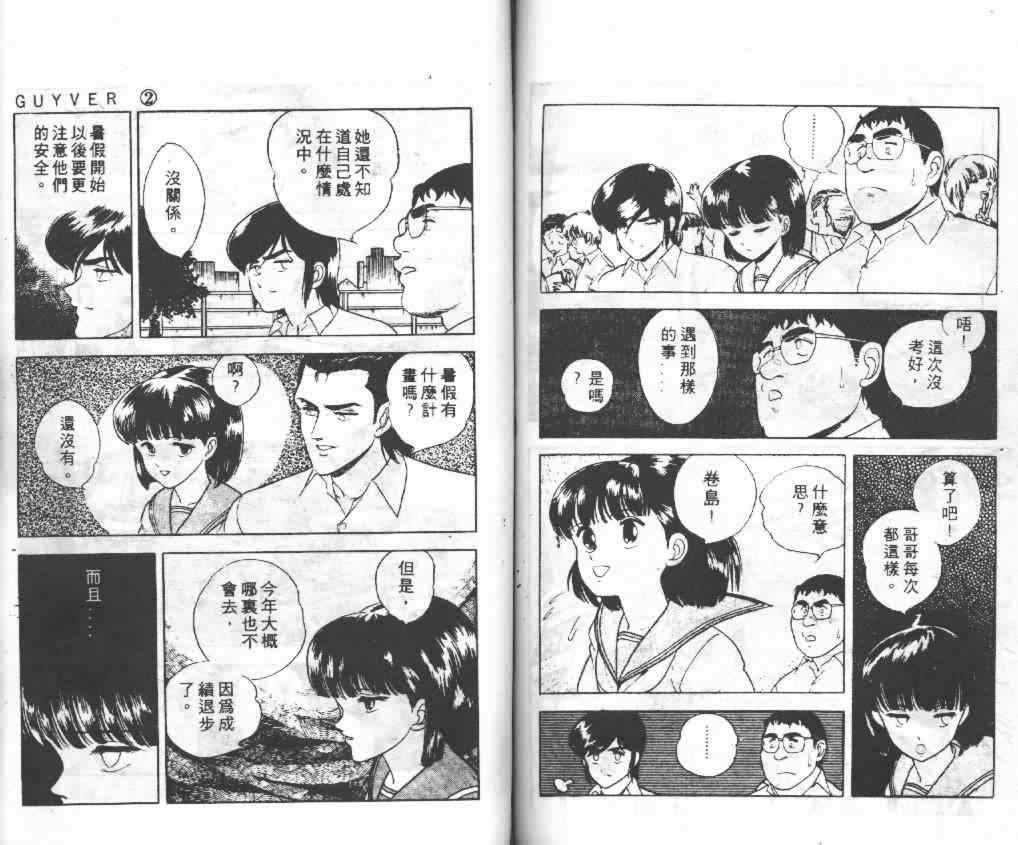 GUYVER ②
………
唔！
這次沒
考好，
遇到那樣
的事‥‥
是嗎
？
算了吧！
哥哥每次
都這樣。
什麼意
思？
卷島！
………
她還不知
道自己處
在什麼情
況中。
沒關係。
暑假開始
以後要更
注意他們
的安全。
暑假有
什麼計
畫嗎？
啊？
還沒有。
但是，
今年大概
哪裏也不
會去．
因爲成
績退步
了。
而且‥‥